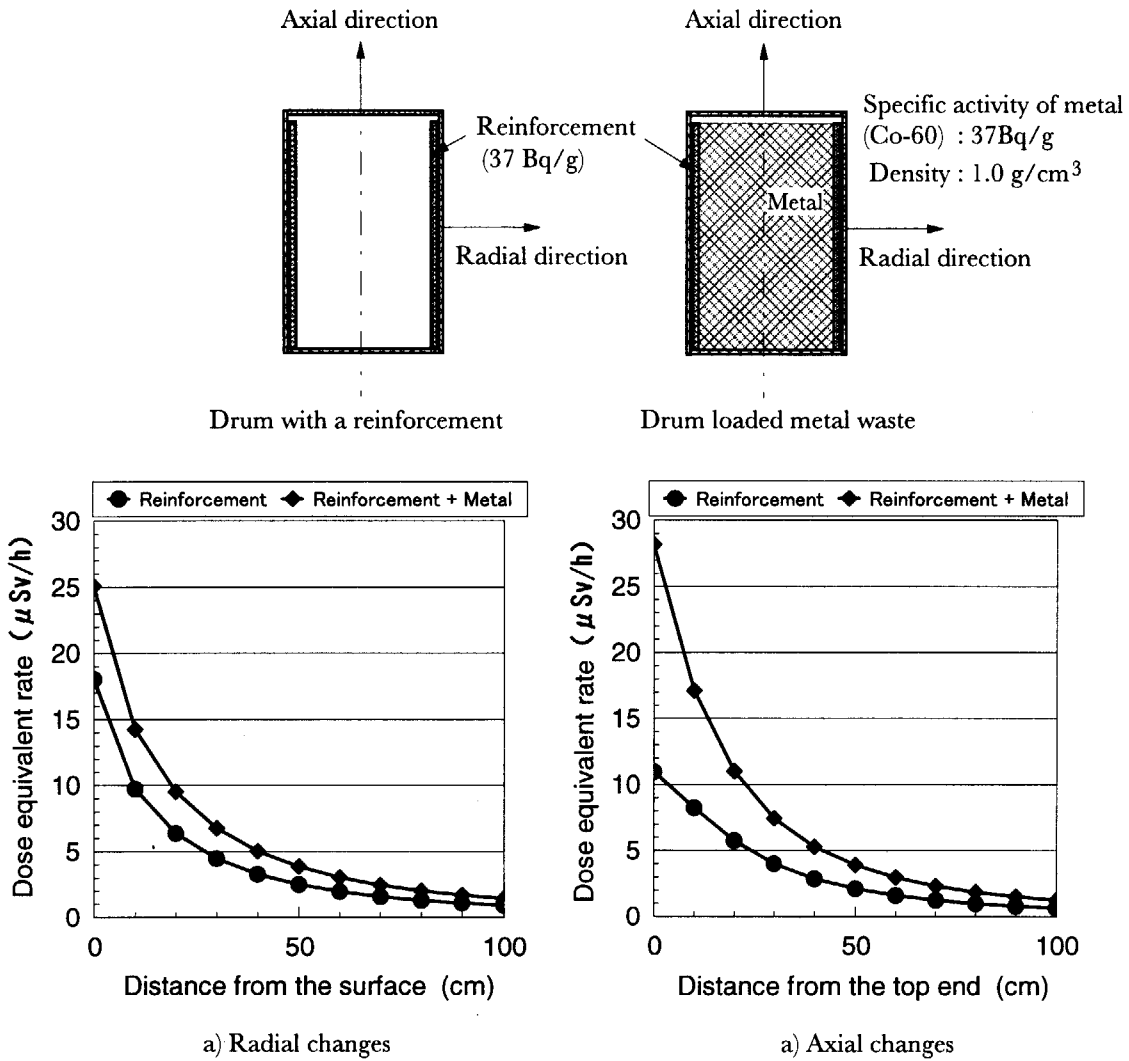 Axial direction
Axial direction
Reinforcement
(37 Bq/g)
Specific activity of metal
(Co-60) : 37Bq/g
Density : 1.0 g/cm³
Metal
Radial direction
Radial direction
Drum with a reinforcement
Drum loaded metal waste
Reinforcement
Reinforcement + Metal
Dose equivalent rate (μSv/h)
30
25
20
15
10
5
0
0
50
100
Distance from the surface (cm)
a) Radial changes
Reinforcement
Reinforcement + Metal
Dose equivalent rate (μSv/h)
30
25
20
15
10
5
0
0
50
100
Distance from the top end (cm)
a) Axial changes